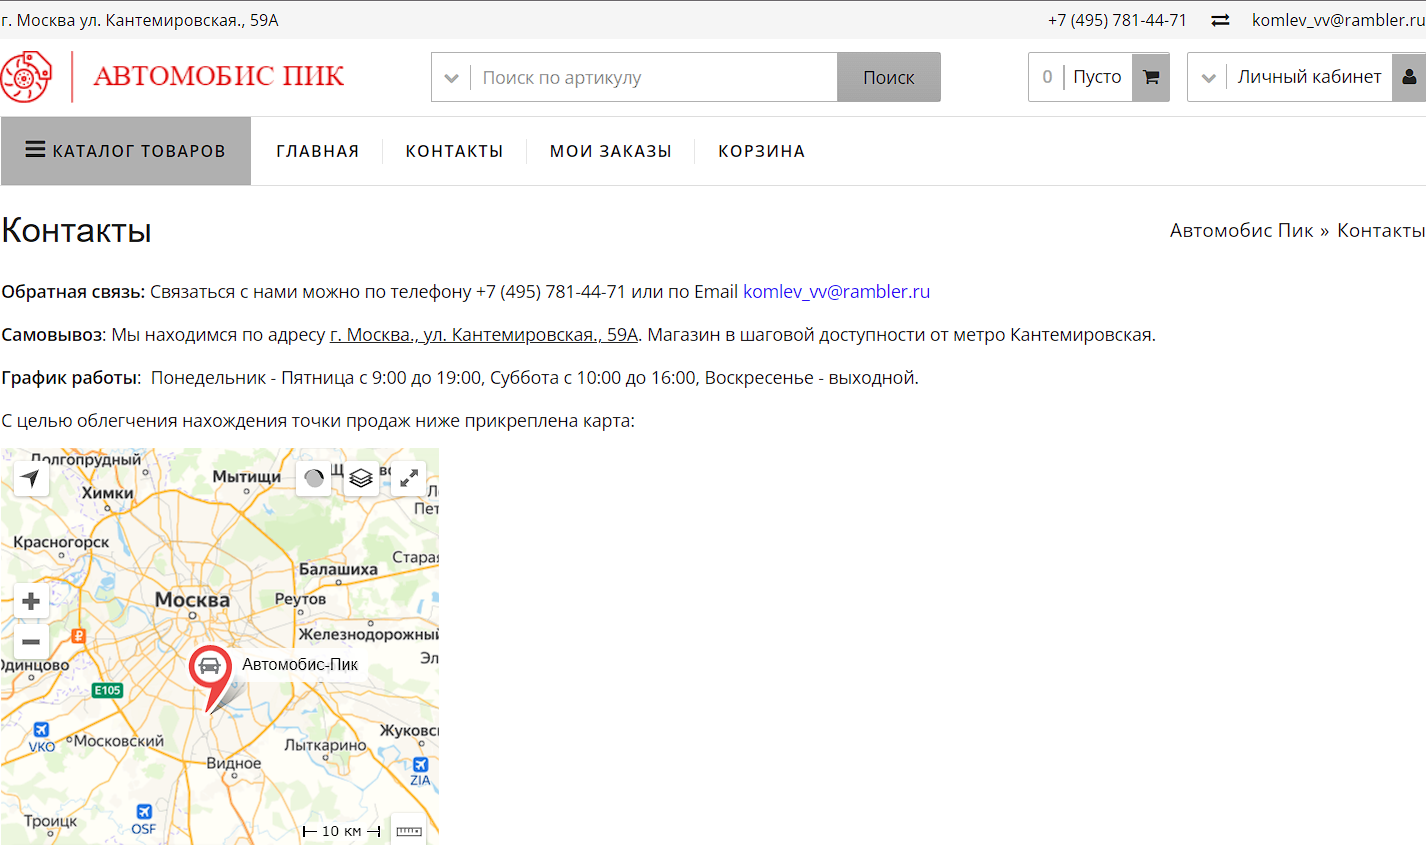 г. Москва ул. Кантемировская., 59А
+7 (495) 781-44-71
komlev_vv@rambler.ru
АВТОМОБИС ПИК
Поиск по артикулу
Поиск
0 Пусто
Личный кабинет
КАТАЛОГ ТОВАРОВ
ГЛАВНАЯ
КОНТАКТЫ
МОИ ЗАКАЗЫ
КОРЗИНА
Контакты
Автомобис Пик » Контакты
Обратная связь: Связаться с нами можно по телефону +7 (495) 781-44-71 или по Email komlev_vv@rambler.ru
Самовывоз: Мы находимся по адресу г. Москва., ул. Кантемировская., 59А. Магазин в шаговой доступности от метро Кантемировская.
График работы: Понедельник - Пятница с 9:00 до 19:00, Суббота с 10:00 до 16:00, Воскресенье - выходной.
С целью облегчения нахождения точки продаж ниже прикреплена карта:
Долгопрудный
Мытищи
Химки
Красногорск
Старая
Балашиха
Москва
Реутов
Железнодорожный
Автомобис-Пик
Одинцово
E105
VKO
Московский
Лыткарино
Видное
ZIA
Троицк
OSF
10 км